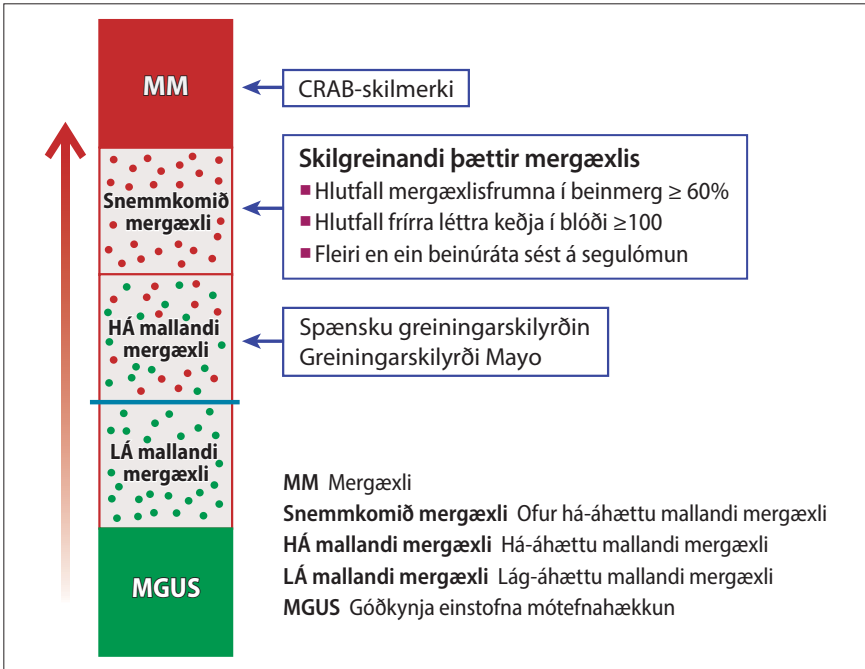 MM
CRAB-skilmerki
Snemmkomið
mergæxli
Skilgreinandi þættir mergæxlis
▪ Hlutfall mergæxlisfrumna í beinmerg ≥ 60%
▪ Hlutfall frírra léttra keðja í blóði ≥100
▪ Fleiri en ein beinúráta sést á segulómun
HÁ mallandi
mergæxli
Spænsku greiningarskilyrðin
Greiningarskilyrði Mayo
LÁ mallandi
mergæxli
MGUS
MM Mergæxli
Snemmkomið mergæxli Ofur há-áhættu mallandi mergæxli
HÁ mallandi mergæxli Há-áhættu mallandi mergæxli
LÁ mallandi mergæxli Lág-áhættu mallandi mergæxli
MGUS Góðkynja einstofna mótefnahækkun